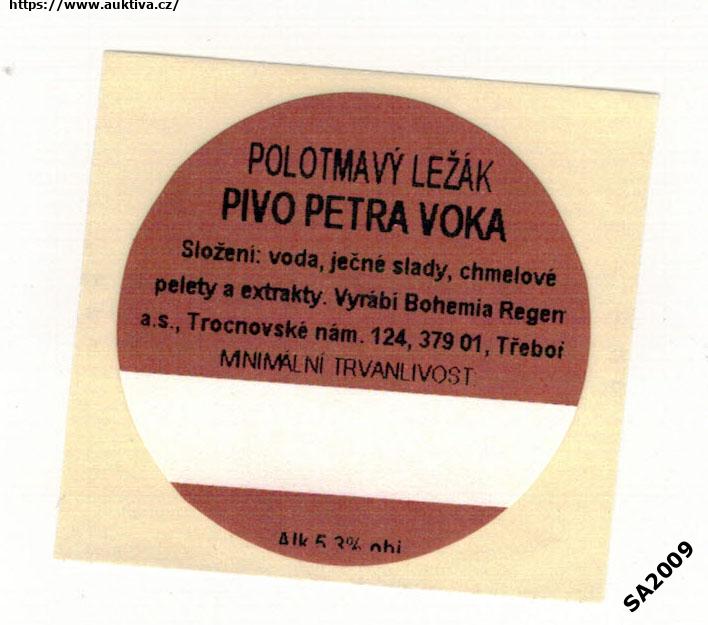 https://www.auktiva.cz/
POLOTMAVÝ LEŽÁK
PIVO PETRA VOKA
Složení: voda, ječné slady, chmelové
pelety a extrakty. Vyrábí Bohemia Regen
a.s., Trocnovské nám. 124, 379 01, Třeboň
MINIMÁLNÍ TRVANLIVOST:
Alk 5,3% obj.
SA2009